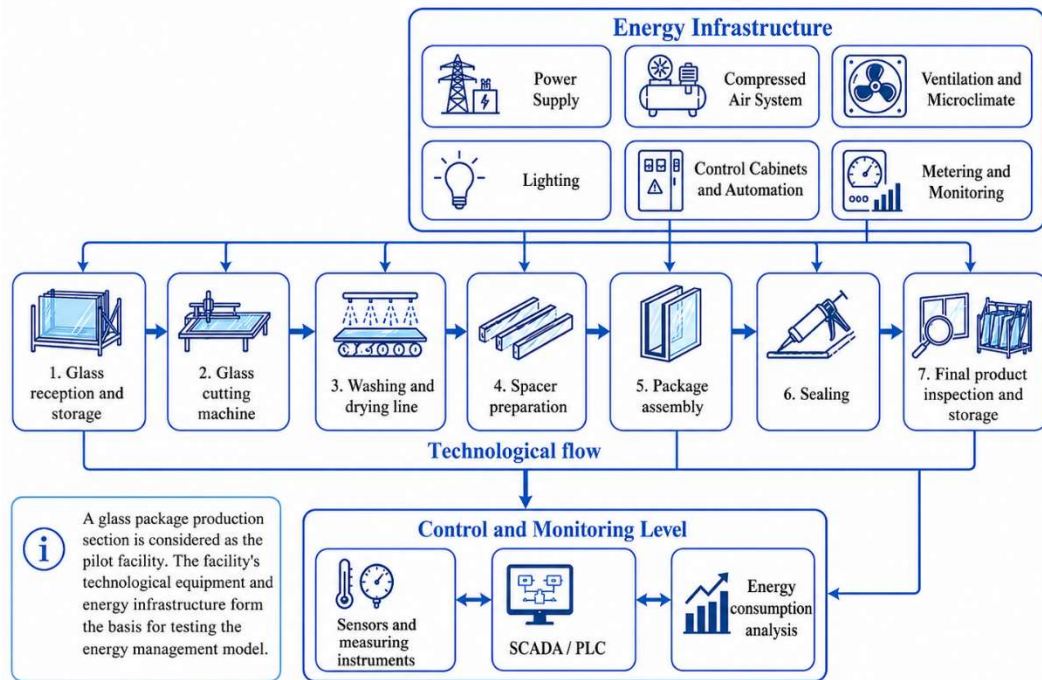 Energy Infrastructure
Power
Supply
Compressed
Air System
Ventilation and
Microclimate
Lighting
Control Cabinets
and Automation
Metering and
Monitoring
1. Glass
reception and
storage
2. Glass
cutting
machine
3. Washing and
drying line
4. Spacer
preparation
5. Package
assembly
6. Sealing
7. Final product
inspection and
storage
Technological flow
A glass package production
section is considered as the
pilot facility. The facility's
technological equipment and
energy infrastructure form
the basis for testing the
energy management model.
Control and Monitoring Level
Sensors and
measuring
instruments
SCADA / PLC
Energy
consumption
analysis